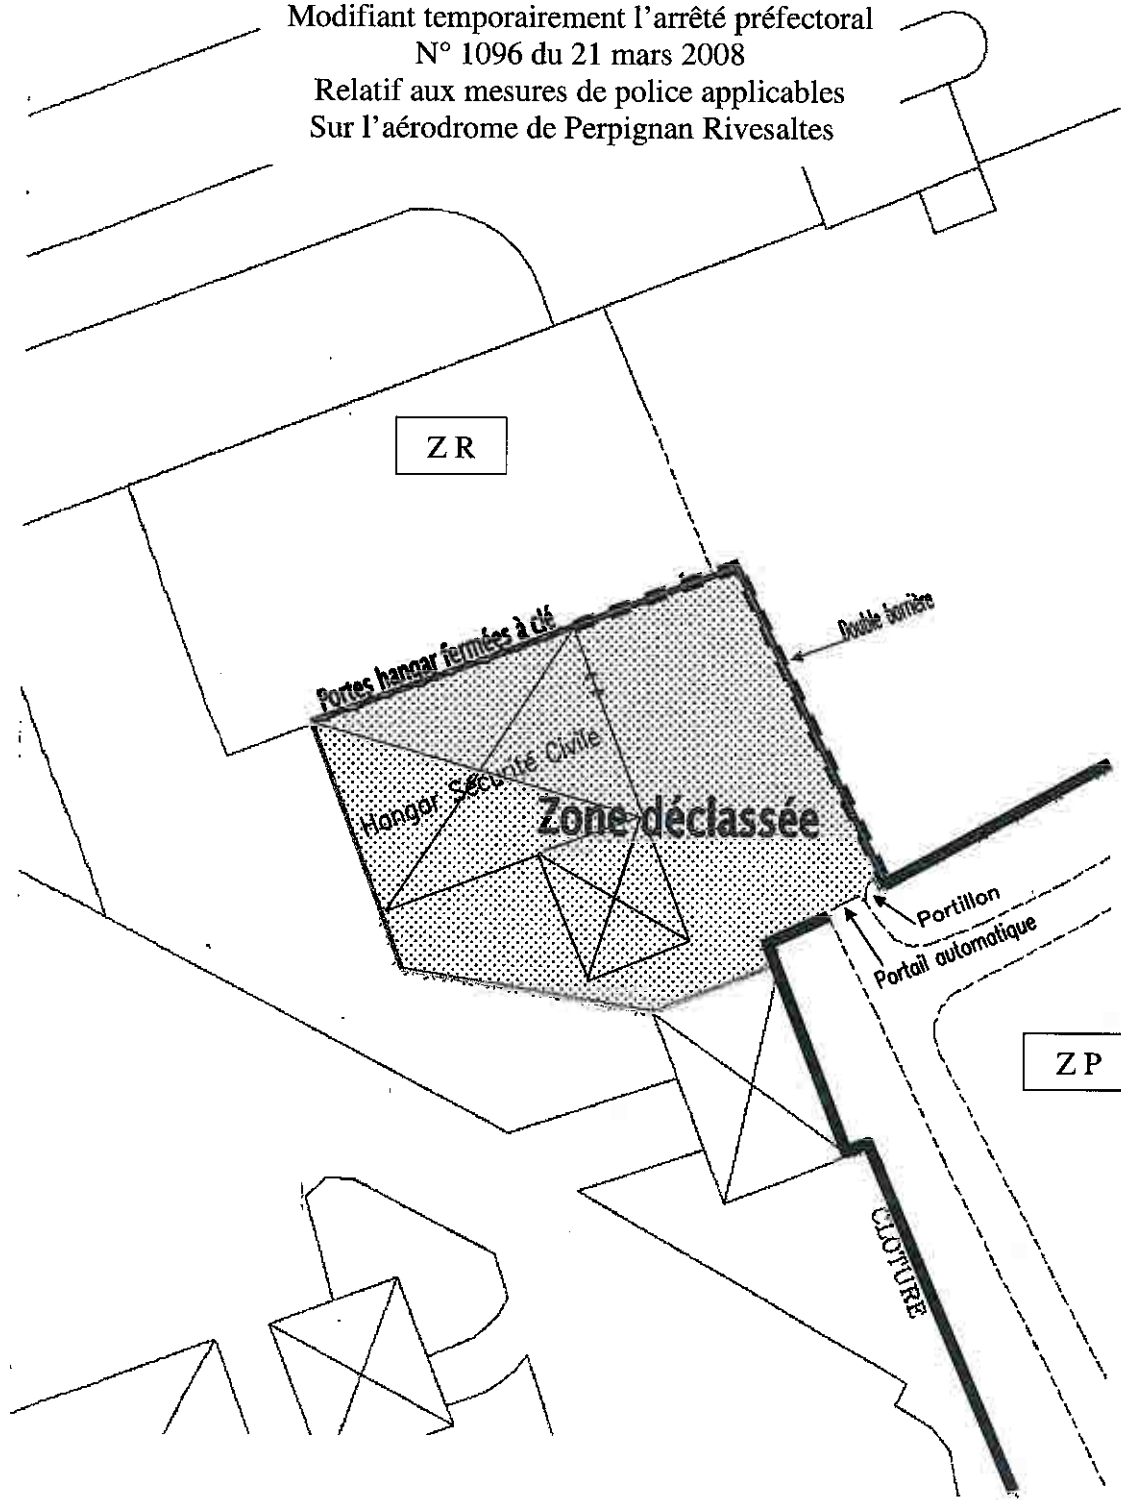 Modifiant temporairement l'arrêté préfectoral
N° 1096 du 21 mars 2008
Relatif aux mesures de police applicables
Sur l'aérodrome de Perpignan Rivesaltes
Z R
Double barrière
Portes hangar fermées à clé
Hangar Sécurité Civile
Zone déclassée
Portillon
Portail automatique
Z P
CLOTURE